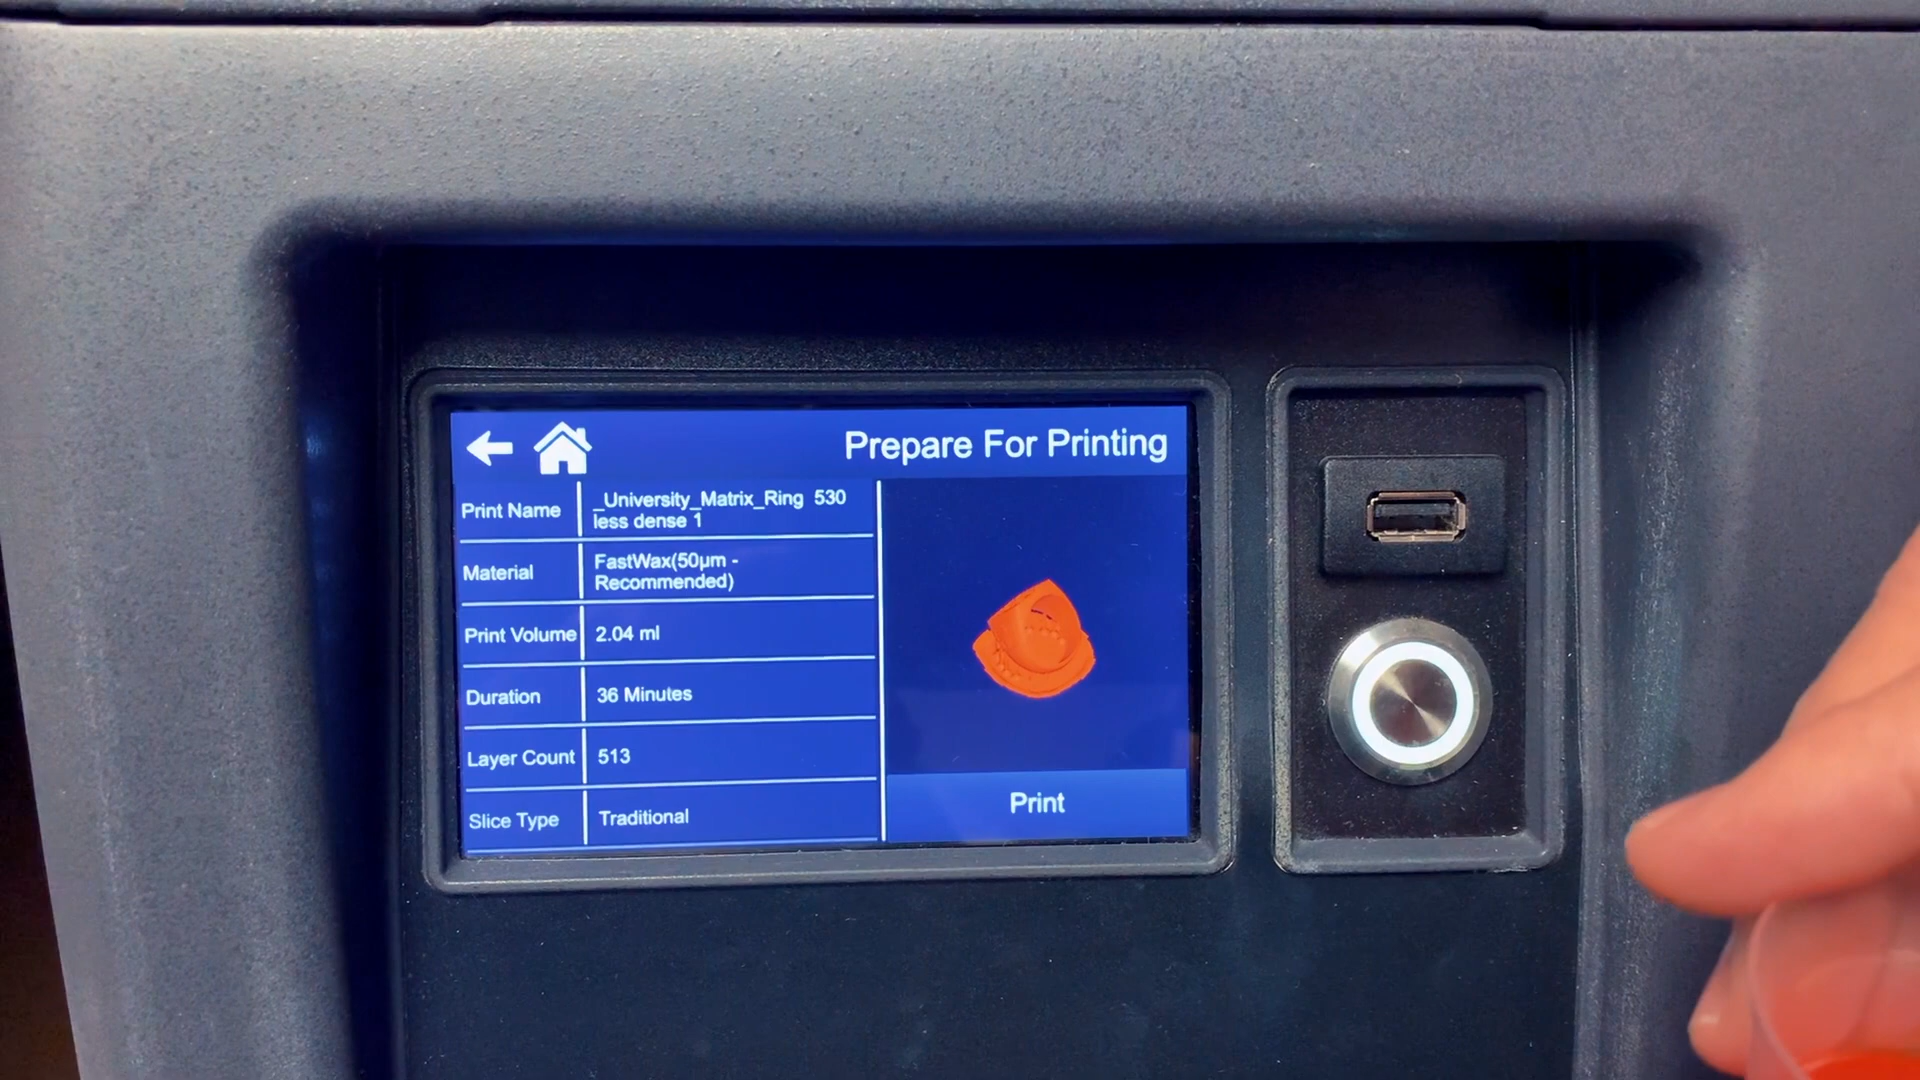 Prepare For Printing
Print Name
_University_Matrix_Ring 530
less dense 1
Material
FastWax(50µm -
Recommended)
Print Volume
2.04 ml
Duration
36 Minutes
Layer Count
513
Slice Type
Traditional
Print